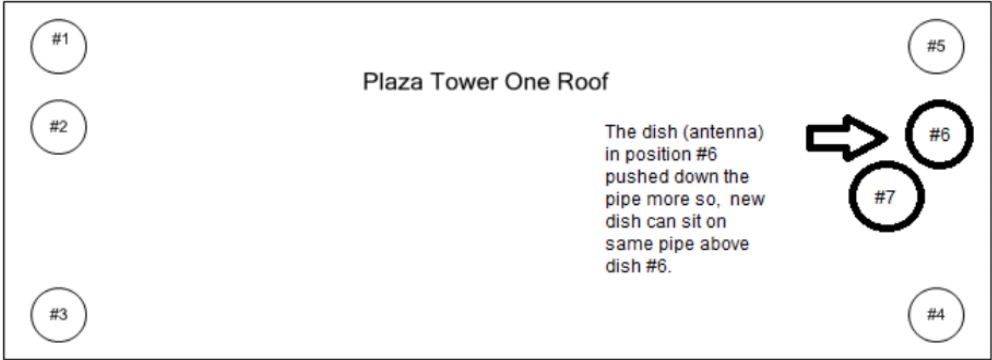 #1
#5
Plaza Tower One Roof
#2
The dish (antenna)
in position #6
pushed down the
pipe more so,  new
dish can sit on
same pipe above
dish #6.
#6
#7
#3
#4